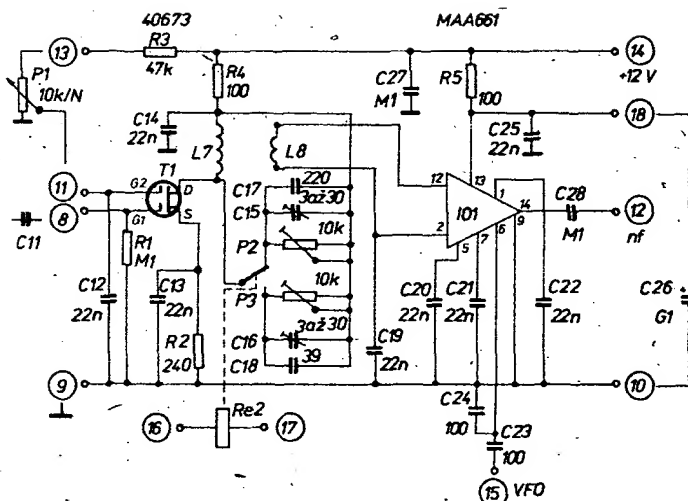 40673
MAA661
13
R3
47k
14
+12 V
P1
10k/N
R4
100
C27
M1
R5
100
18
C14
22n
L7
L8
C25
22n
T1
G2
D
11
8
G1
S
C11
C17
220
C15
3až30
P2
10k
10k
P3
3až30
C16
39
C18
12
13
1
2
IO1
14
9
5
7
6
C28
M1
12
nf
R1
M1
C12
22n
C13
22n
R2
240
C19
22n
C20
22n
C21
22n
C22
22n
C26
G1
9
10
16
Re2
17
C24
100
C23
100
15
VFO